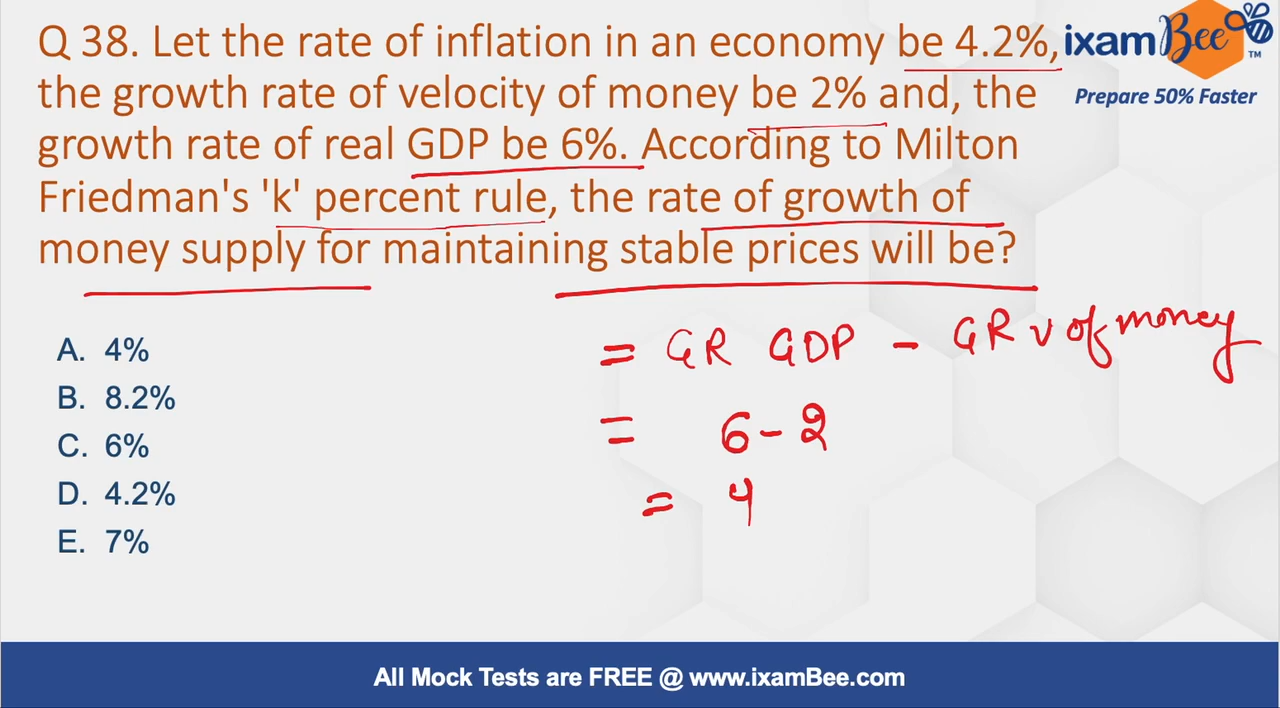 Q 38. Let the rate of inflation in an economy be 4.2%,
the growth rate of velocity of money be 2% and, the
growth rate of real GDP be 6%. According to Milton
Friedman's 'k' percent rule, the rate of growth of
money supply for maintaining stable prices will be?
ixamBee
TM
Prepare 50% Faster
A. 4%
B. 8.2%
C. 6%
D. 4.2%
E. 7%
= GR GDP - GR v of money
= 6-2
= 4
All Mock Tests are FREE @ www.ixamBee.com